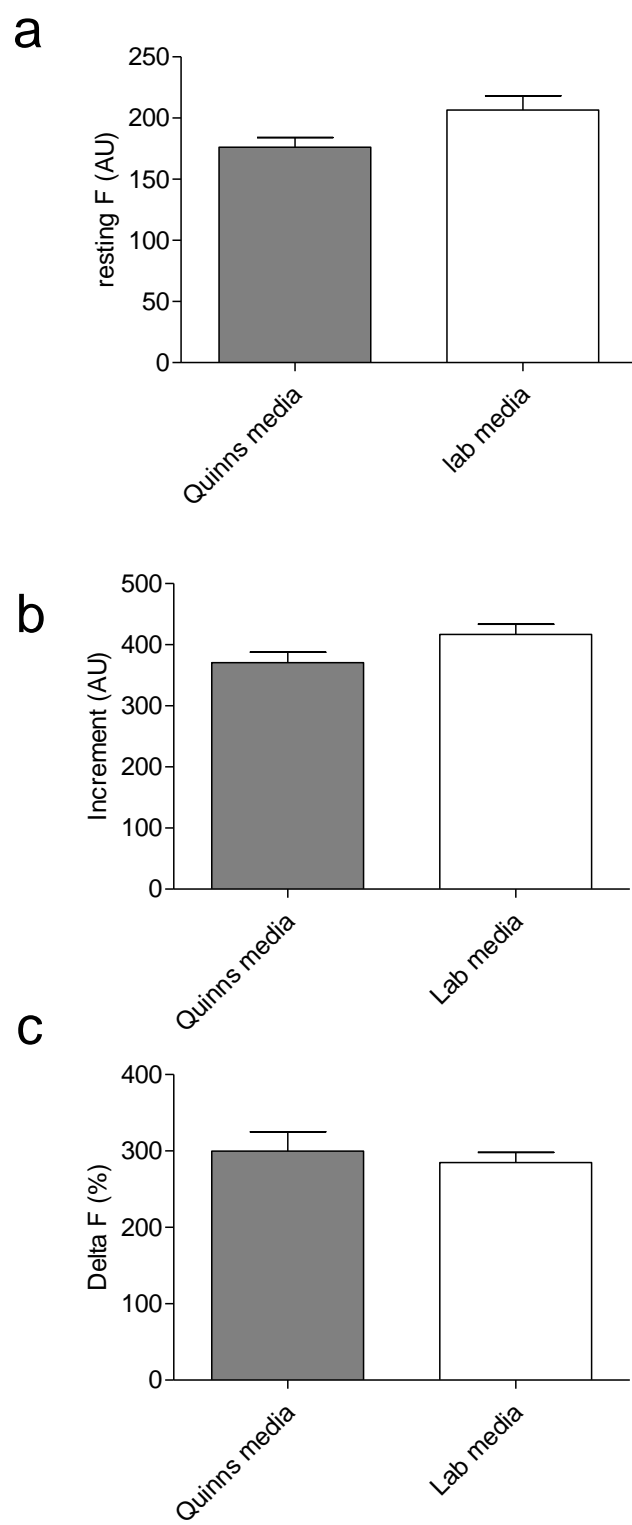 a
250
200
150
100
50
0
resting F (AU)
Quinns media
lab media
b
500
400
300
200
100
0
Increment (AU)
Quinns media
Lab media
c
400
300
200
100
0
Delta F (%)
Quinns media
Lab media